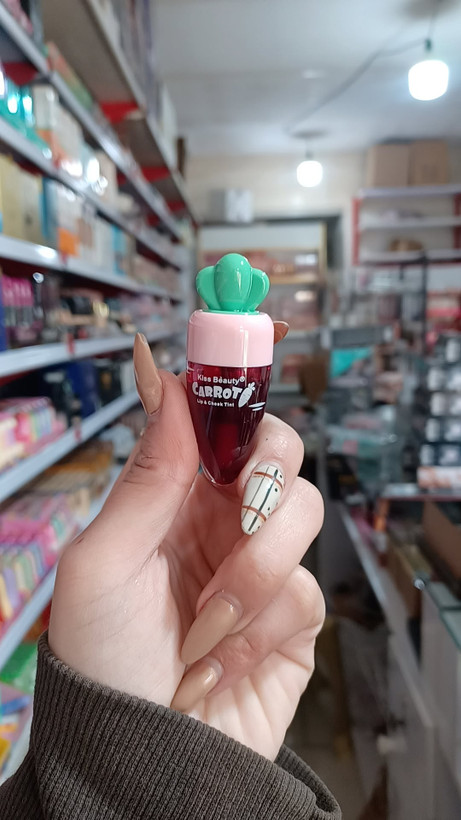 Kiss Beauty®
CARROT
Lip & Cheek Tint